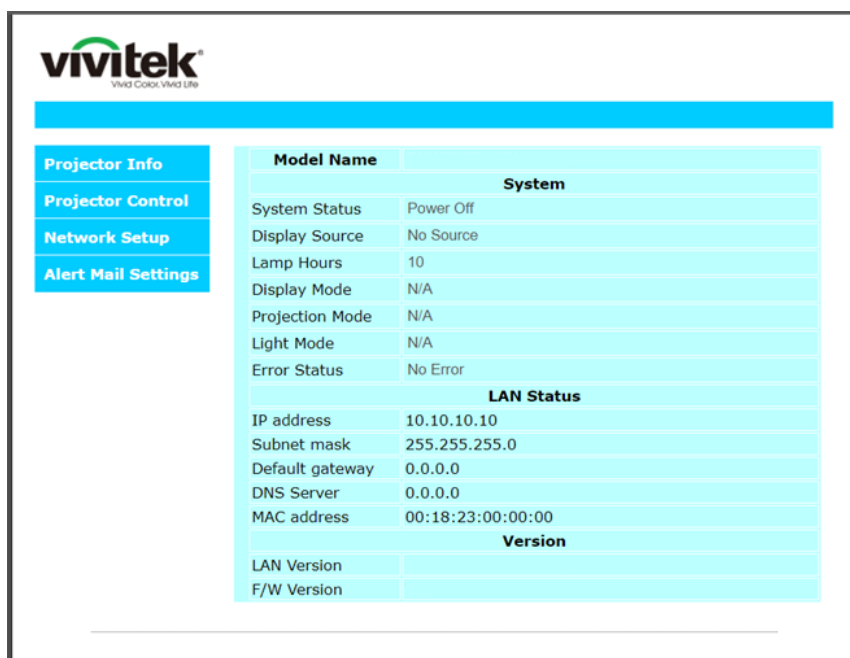 vivitek®
Vivid Color, Vivid Life
Projector Info
Projector Control
Network Setup
Alert Mail Settings
Model Name
System
System Status Power Off
Display Source No Source
Lamp Hours 10
Display Mode N/A
Projection Mode N/A
Light Mode N/A
Error Status No Error
LAN Status
IP address 10.10.10.10
Subnet mask 255.255.255.0
Default gateway 0.0.0.0
DNS Server 0.0.0.0
MAC address 00:18:23:00:00:00
Version
LAN Version
F/W Version